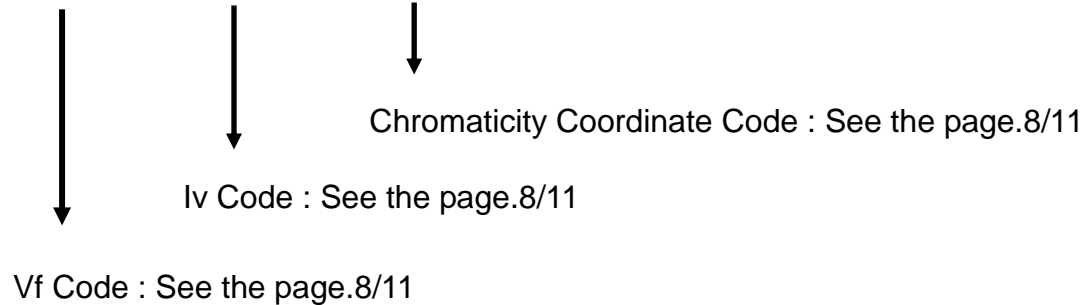 Chromaticity Coordinate Code : See the page.8/11
Iv Code : See the page.8/11
Vf Code : See the page.8/11